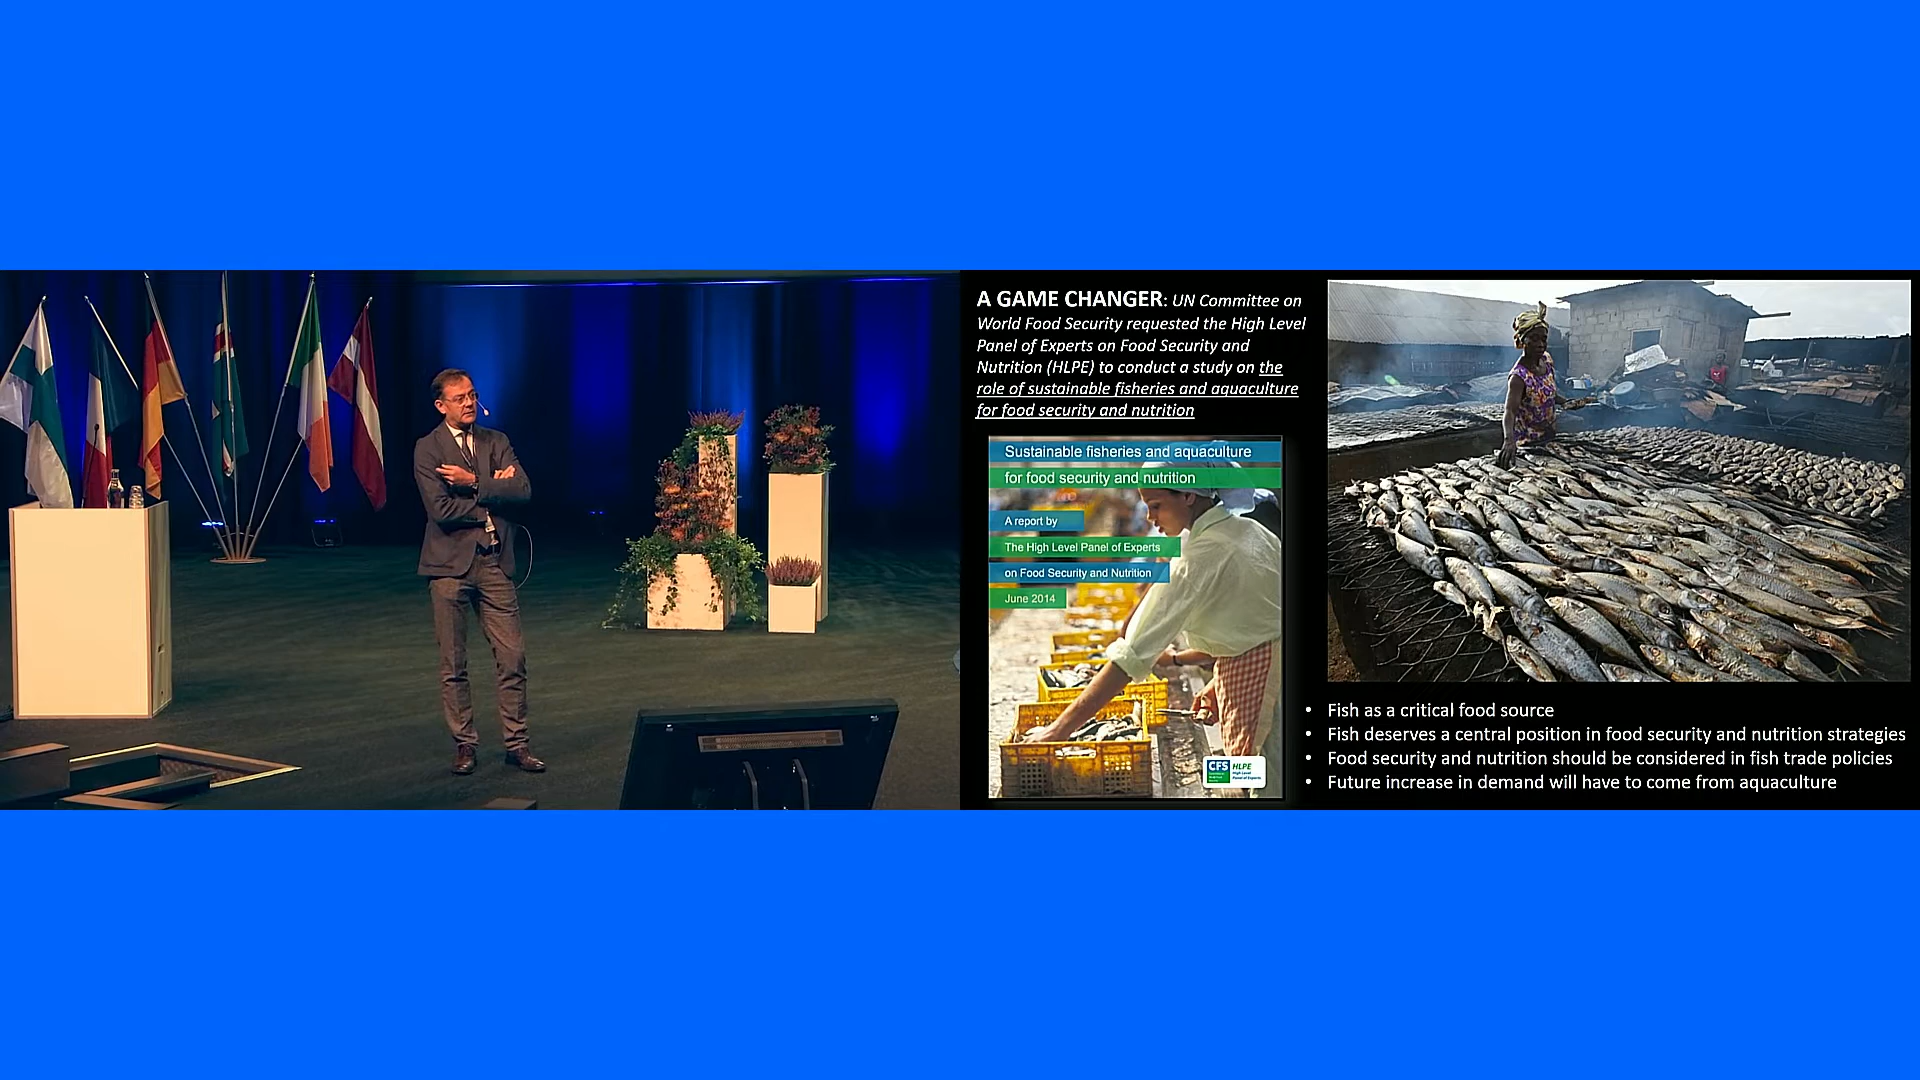 A GAME CHANGER: UN Committee on
World Food Security requested the High Level
Panel of Experts on Food Security and
Nutrition (HLPE) to conduct a study on the
role of sustainable fisheries and aquaculture
for food security and nutrition
Sustainable fisheries and aquaculture
for food security and nutrition
A report by
The High Level Panel of Experts
on Food Security and Nutrition
June 2014
CFS
HLPE
High Level
Panel of Experts
• Fish as a critical food source
• Fish deserves a central position in food security and nutrition strategies
• Food security and nutrition should be considered in fish trade policies
• Future increase in demand will have to come from aquaculture